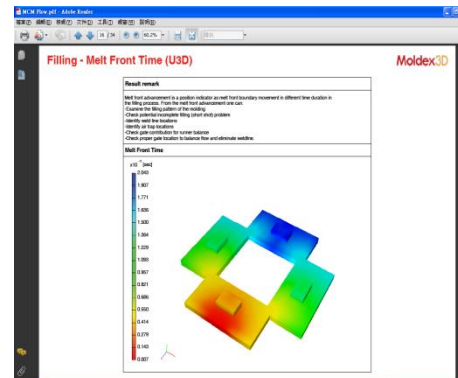 MCM Flow.pdf - Adobe Reader
60.2%
Filling - Melt Front Time (U3D)
Moldex3D
Result remark
Melt front advancement is a position indicator as melt front boundary movement in different time duration in
the filling process. From the melt front advancement one can:
-Examine the filling pattern of the molding
-Check potential incomplete filling (short shot) problem
-Identify weld line locations
-Identify air trap locations
-Check gate contribution for runner balance
-Check proper gate location to balance flow and eliminate weldline.
Melt Front Time
[sec]
2.043
1.907
1.771
1.636
1.500
1.364
1.229
1.093
0.957
0.821
0.686
0.550
0.414
0.279
0.143
0.007